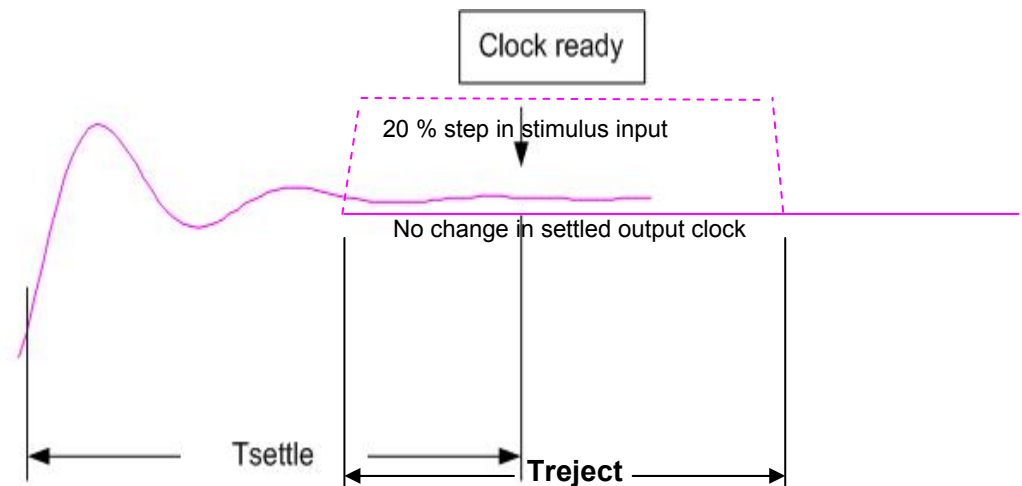 Clock ready
20 % step in stimulus input
No change in settled output clock
Tsettle
Treject